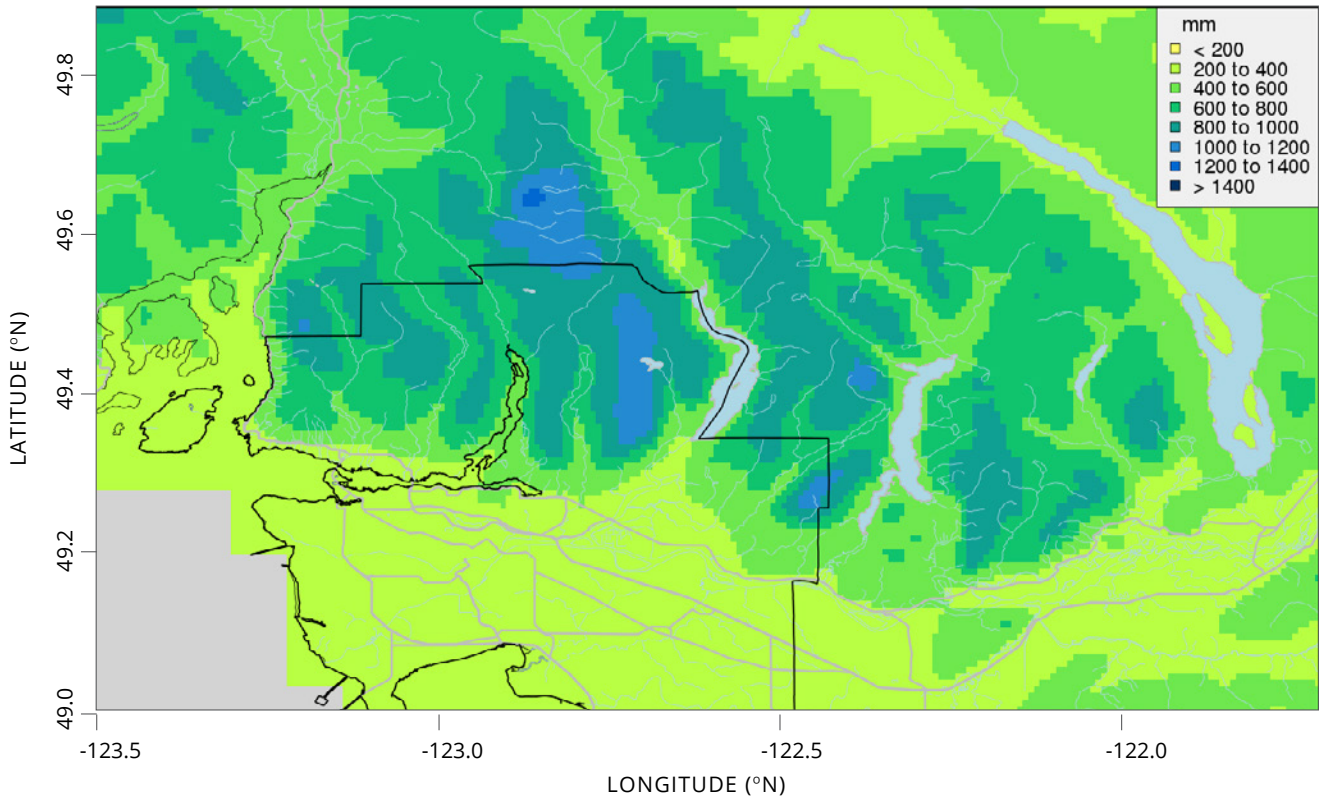 mm
< 200
200 to 400
400 to 600
600 to 800
800 to 1000
1000 to 1200
1200 to 1400
> 1400
LATITUDE (°N)
49.8
49.6
49.4
49.2
49.0
-123.5
-123.0
-122.5
-122.0
LONGITUDE (°N)